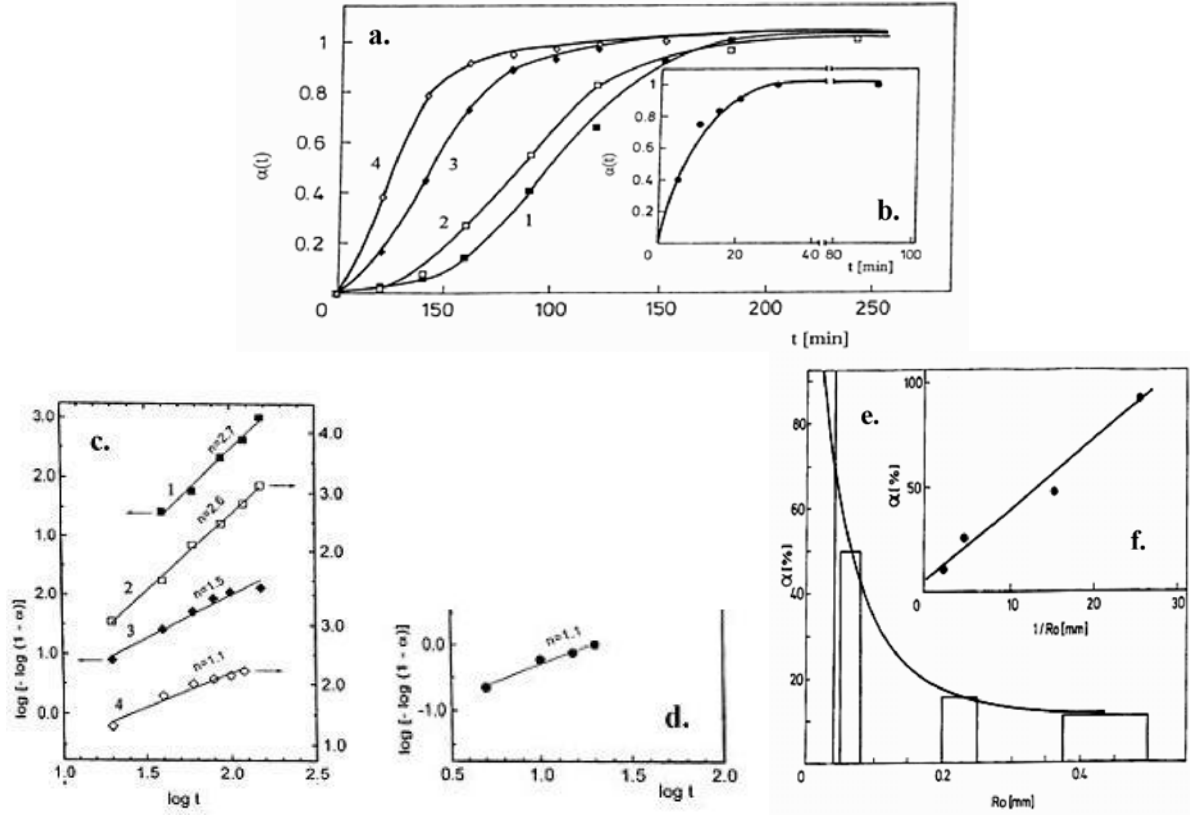 a.
1
0.8
0.6
0.4
0.2
0
150
100
150
200
250
α(t)
t [min]
4
3
2
1
b.
1.0
0.8
0.6
0.4
0.2
0
20
40
80
100
α(t)
t [min]
c.
3.0
2.0
1.0
2.0
1.0
0.0
4.0
3.0
2.0
3.0
2.0
1.0
1.0
1.5
2.0
2.5
log [- log (1 - α)]
log t
n=2.7
1
n=2.6
2
n=1.5
3
n=1.1
4
d.
0.0
-1.0
0.5
1.0
1.5
2.0
log [- log (1 - α)]
log t
n=1.1
e.
80
60
40
20
0
0.2
0.4
α [%]
Ro [mm]
f.
100
50
0
10
20
30
α [%]
1/Ro [mm]